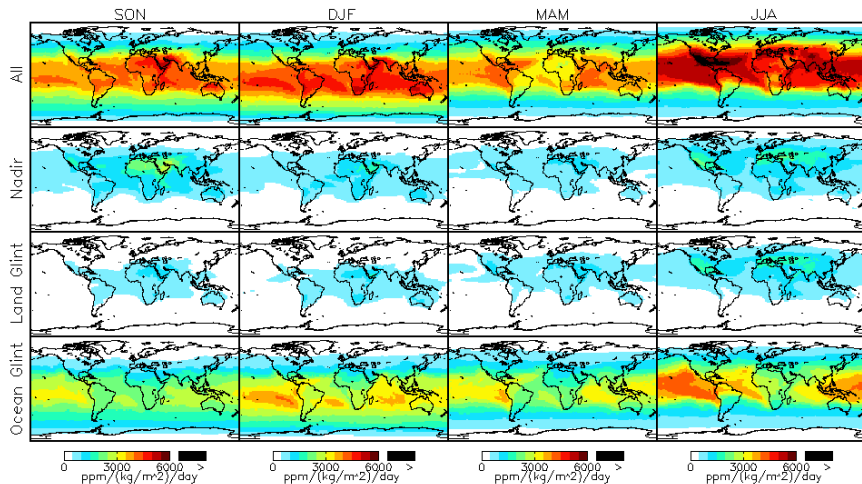 SON DJF MAM JJA
All
Nadir
Land Glint
Ocean Glint
0 3000 6000 > 0 3000 6000 > 0 3000 6000 > 0 3000 6000 >
ppm/(kg/m^2)/day ppm/(kg/m^2)/day ppm/(kg/m^2)/day ppm/(kg/m^2)/day